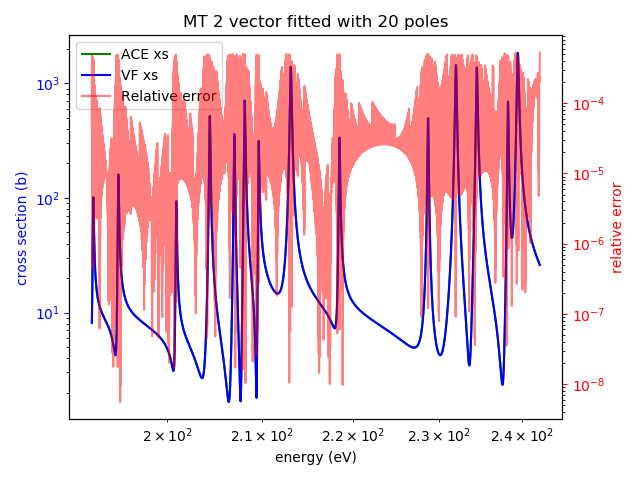 MT 2 vector fitted with 20 poles
ACE xs
VF xs
Relative error
cross section (b)
10³
10²
10¹
relative error
10⁻⁴
10⁻⁵
10⁻⁶
10⁻⁷
10⁻⁸
2 × 10² 2.1 × 10² 2.2 × 10² 2.3 × 10² 2.4 × 10²
energy (eV)